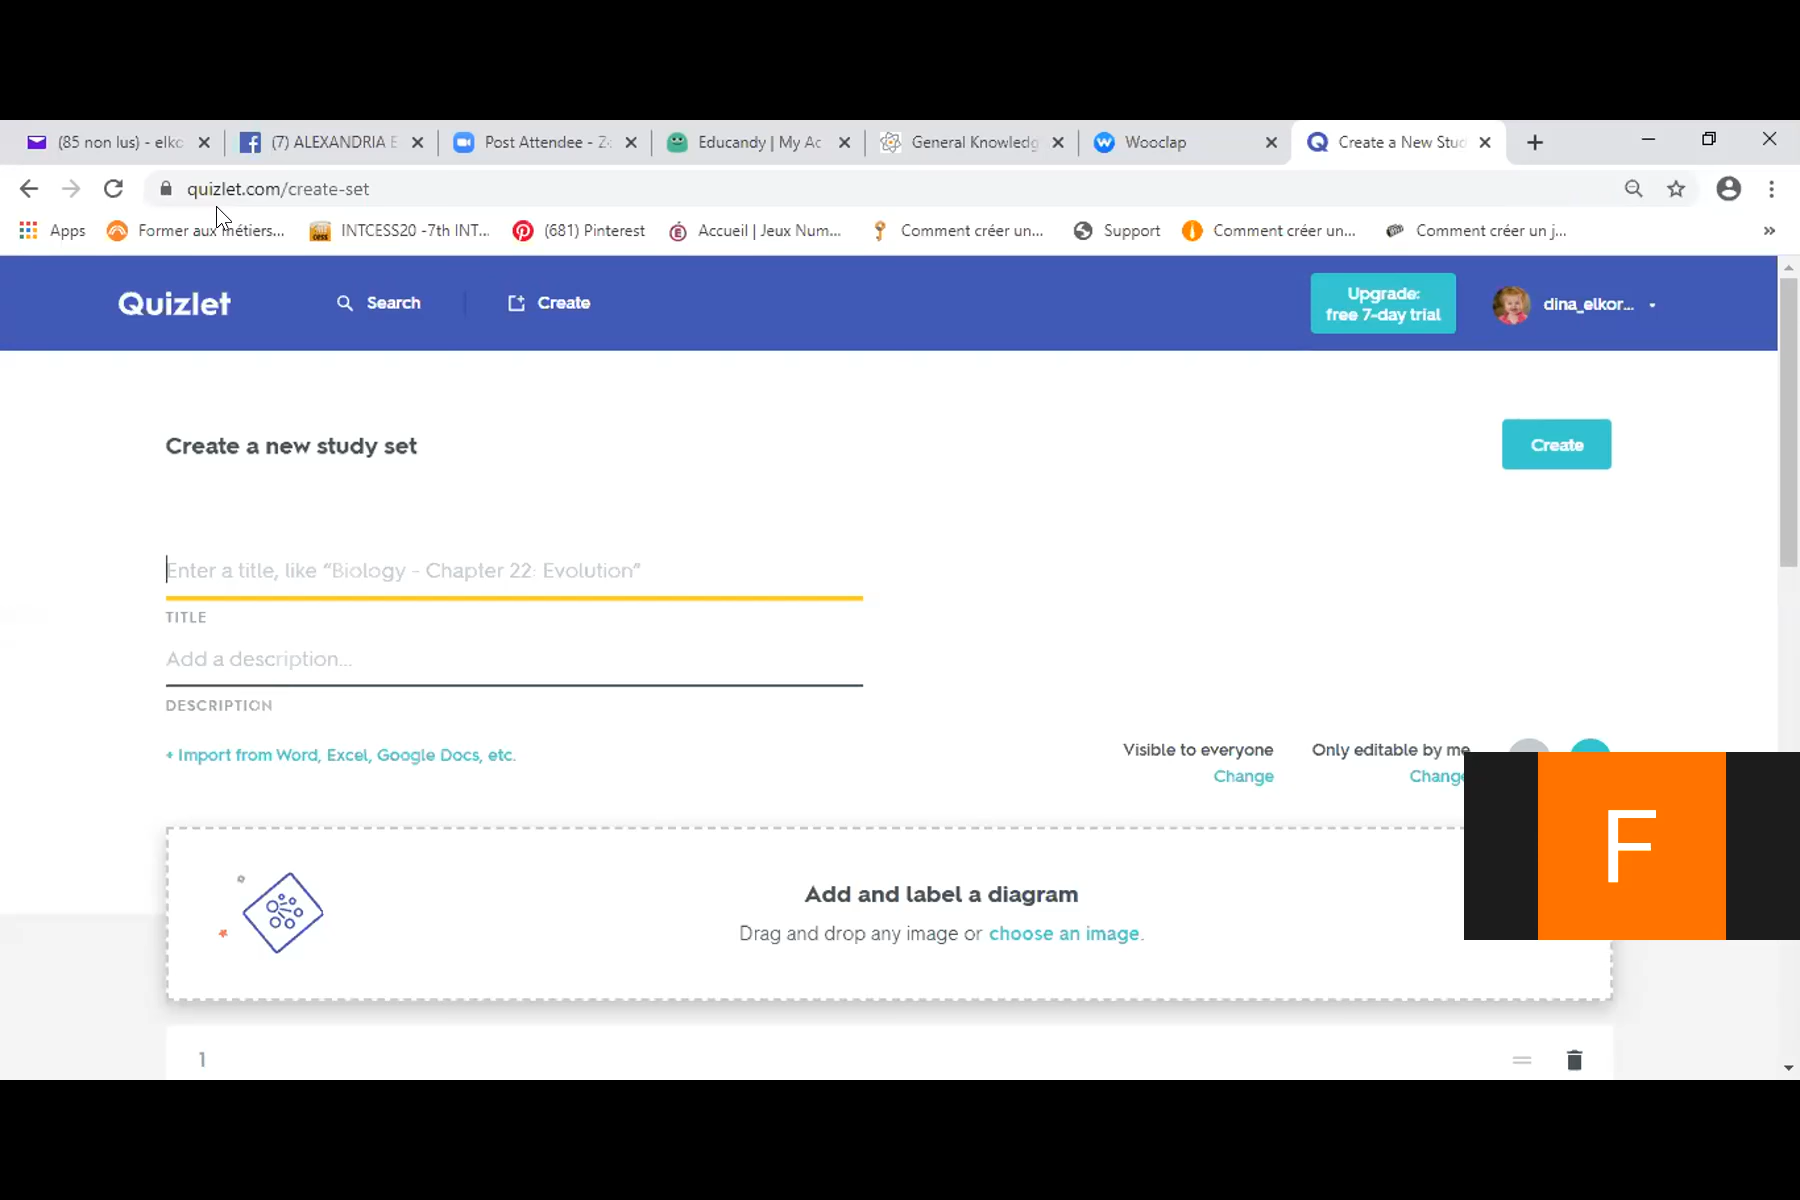 (85 non lus) - elkc
(7) ALEXANDRIA E
Post Attendee - Z
Educandy | My Ac
General Knowledg
Wooclap
Create a New Stud
quizlet.com/create-set
Apps
Former aux métiers...
INTCESS20 -7th INT...
(681) Pinterest
Accueil | Jeux Num...
Comment créer un...
Support
Comment créer un...
Comment créer un j...
»
Quizlet
Search
Create
Upgrade:
free 7-day trial
dina_elkor...
Create a new study set
Create
Enter a title, like “Biology - Chapter 22: Evolution”
TITLE
Add a description...
DESCRIPTION
+ Import from Word, Excel, Google Docs, etc.
Visible to everyone
Change
Only editable by me
Change
F
Add and label a diagram
Drag and drop any image or choose an image.
1